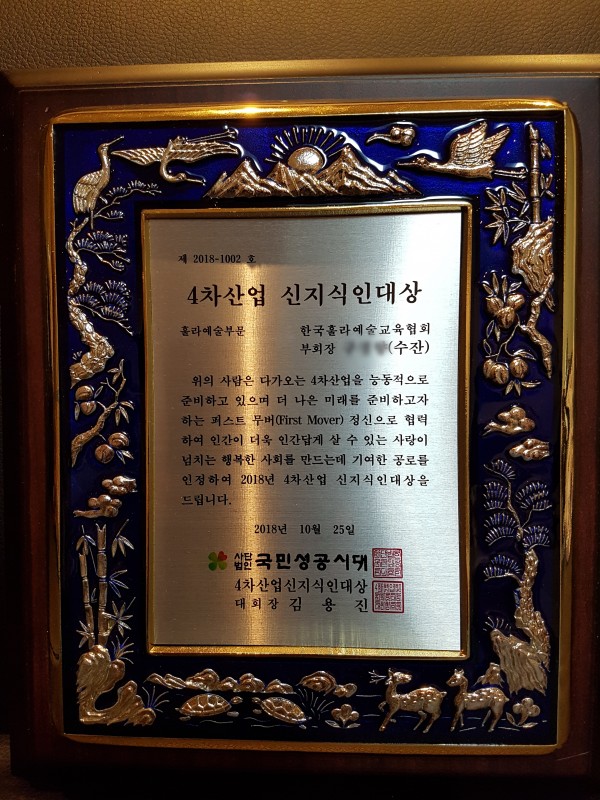 제 2018-1002 호
4차산업 신지식인대상
훌라예술부문 한국훌라예술교육협회
부회장 (수잔)
위의 사람은 다가오는 4차산업을 능동적으로
준비하고 있으며 더 나은 미래를 준비하고자
하는 퍼스트 무버(First Mover) 정신으로 협력
하여 인간이 더욱 인간답게 살 수 있는 사랑이
넘치는 행복한 사회를 만드는데 기여한 공로를
인정하여 2018년 4차산업 신지식인대상을
드립니다.
2018년 10월 25일
사단법인 국민성공시대
4차산업신지식인대상
대회장 김용진